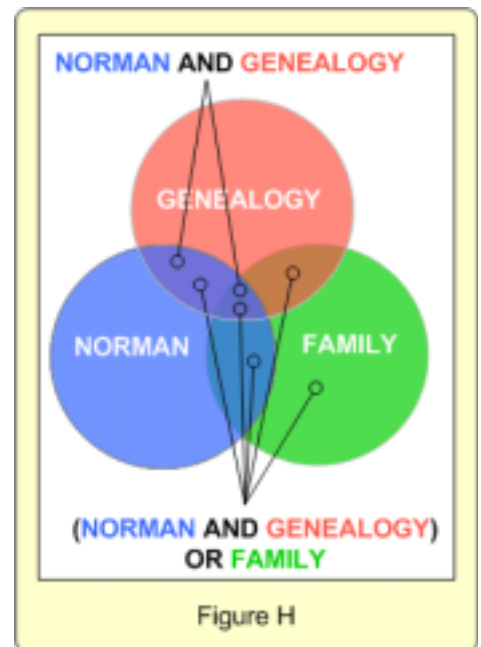 NORMAN AND GENEALOGY
GENEALOGY
NORMAN
FAMILY
(NORMAN AND GENEALOGY)
OR FAMILY
Figure H